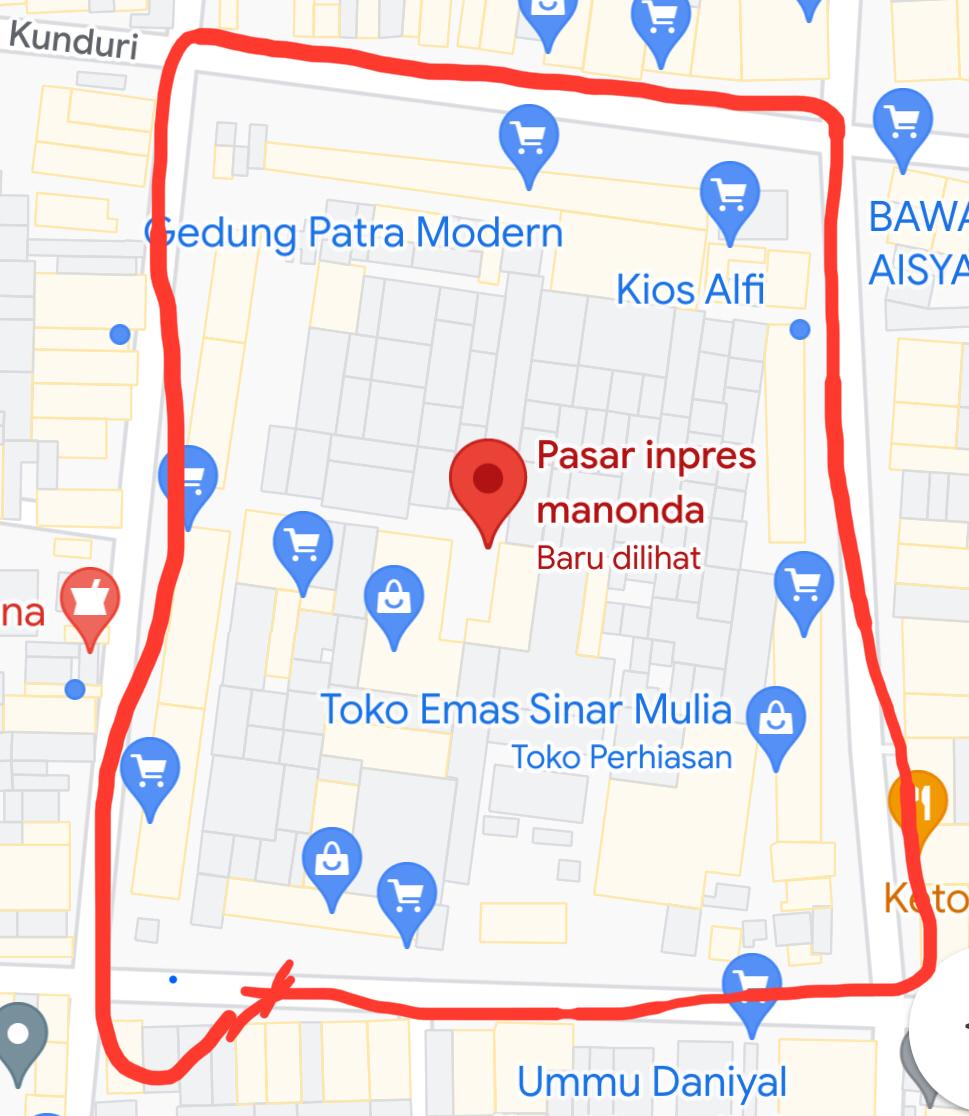 Kunduri
Gedung Patra Modern
BAWA
AISYA
Kios Alfi
Pasar inpres
manonda
Baru dilihat
na
Toko Emas Sinar Mulia
Toko Perhiasan
Keto
Ummu Daniyal